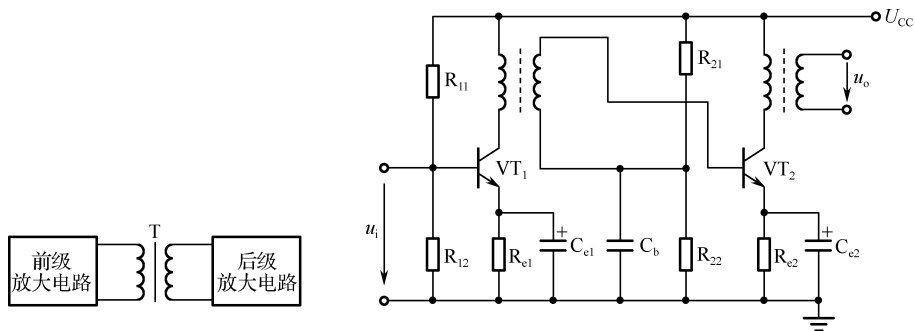 前级
放大电路
T
后级
放大电路
U_CC
R_11
R_21
u_o
VT_1
VT_2
u_i
R_12
R_e1
C_e1
+
C_b
R_22
R_e2
C_e2
+